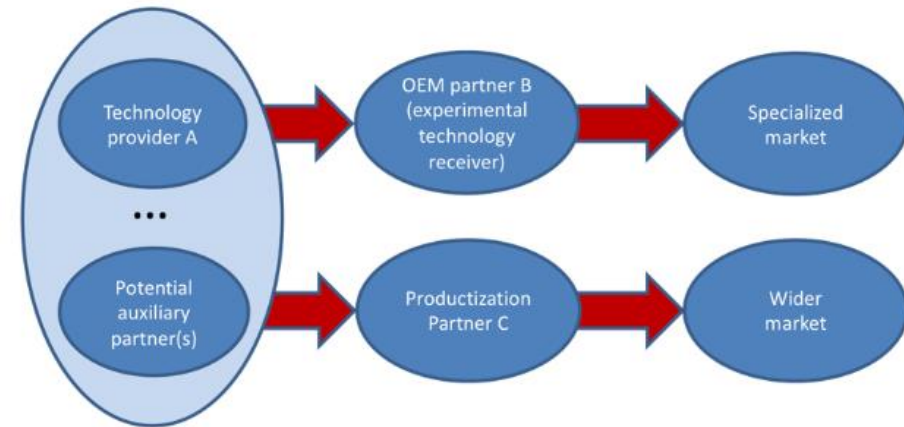 Technology
provider A
OEM partner B
(experimental
technology
receiver)
Specialized
market
...
Potential
auxiliary
partner(s)
Productization
Partner C
Wider
market